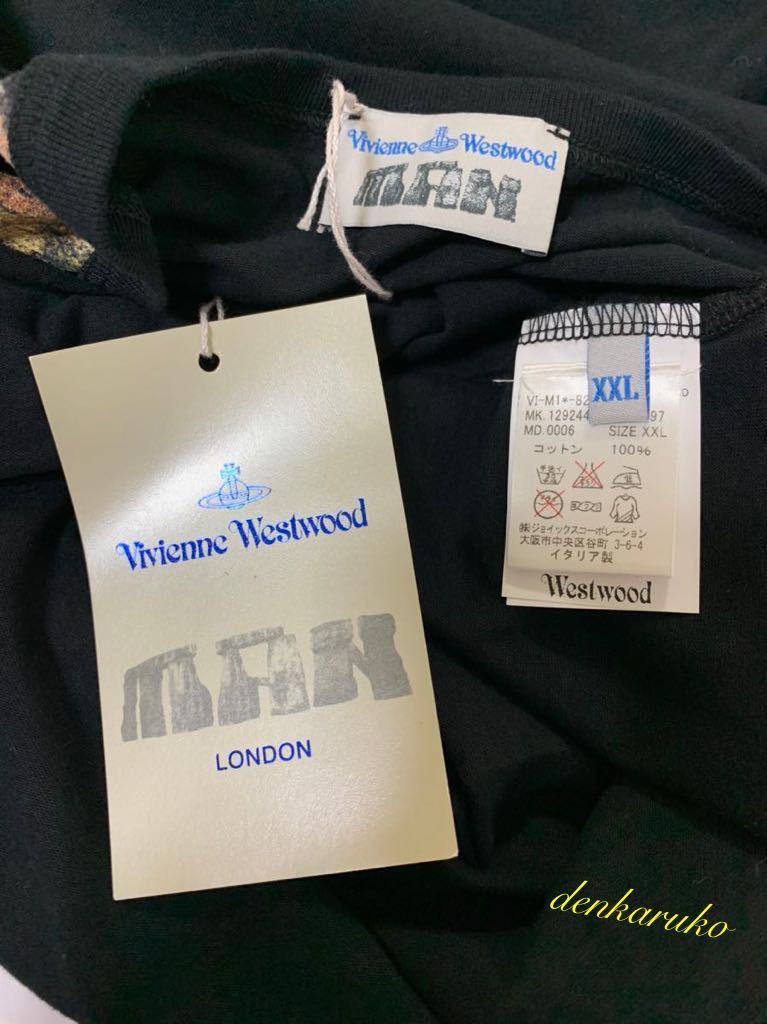 Vivienne Westwood
MAN
XXL
VI-M1*-82
MK. 129244 97
MD. 0006 SIZE XXL
コットン 100%
㈱ジョイックスコーポレーション
大阪市中央区谷町 3-6-4
イタリア製
Westwood
Vivienne Westwood
MAN
LONDON
denkaruko